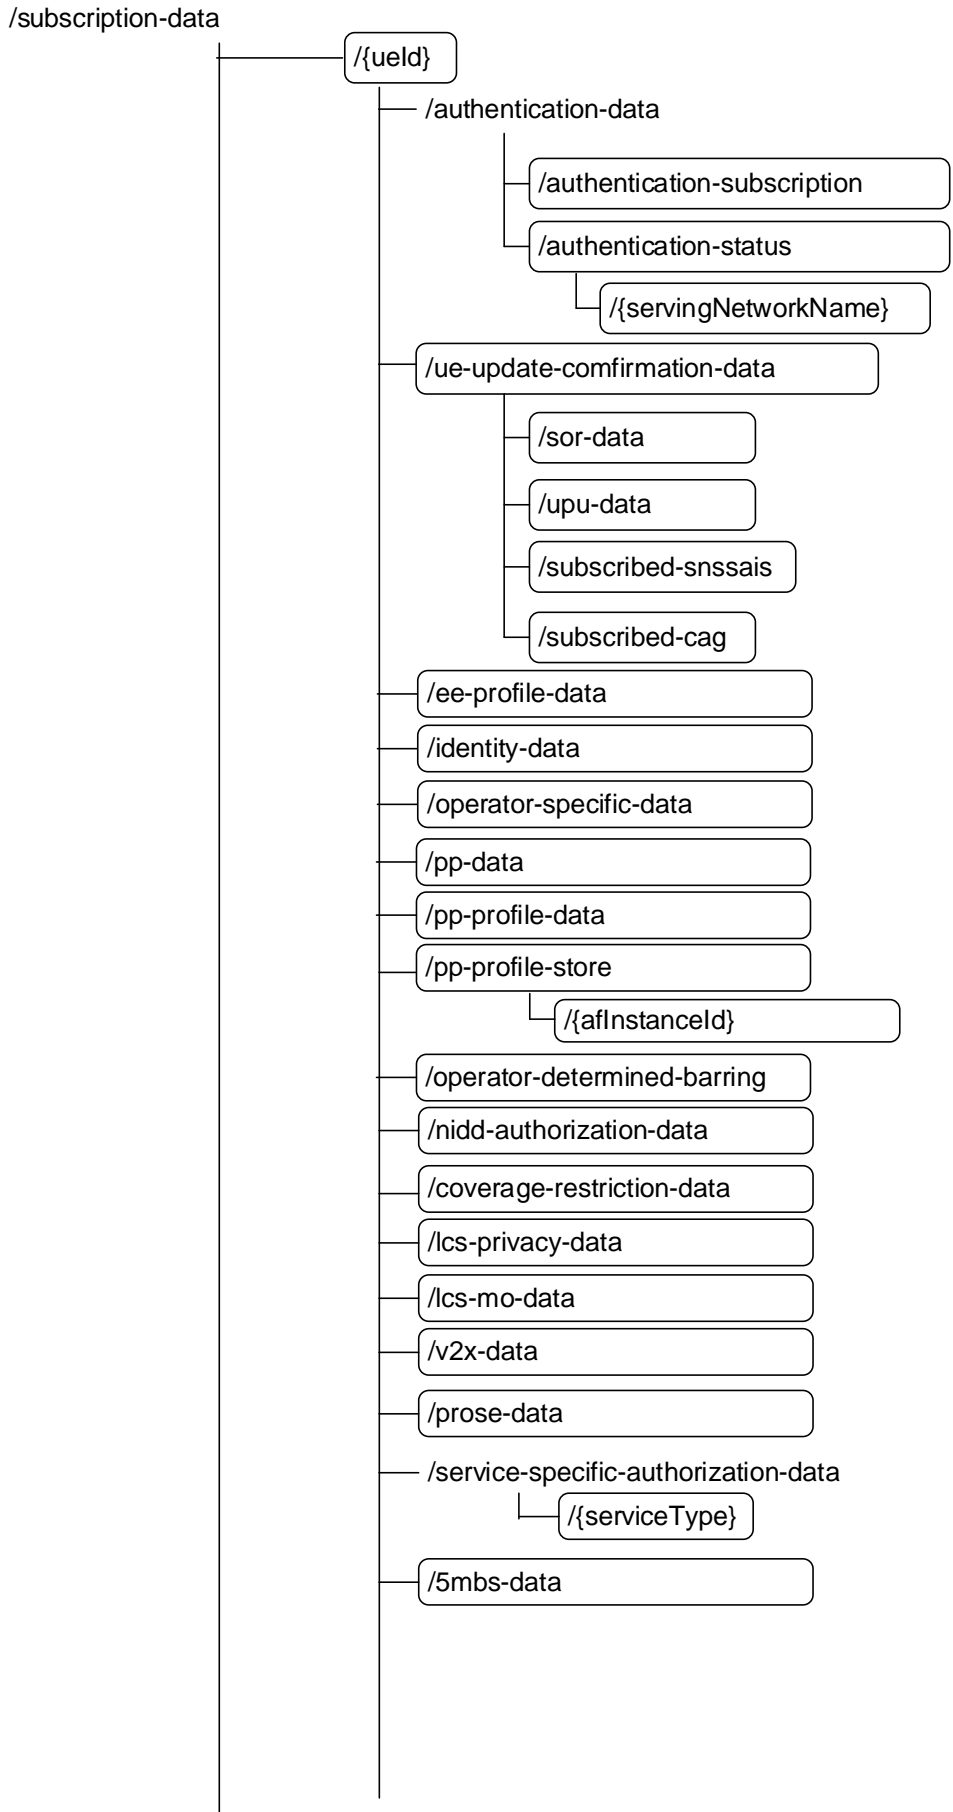 /subscription-data
/{ueId}
/authentication-data
/authentication-subscription
/authentication-status
/{servingNetworkName}
/ue-update-comfirmation-data
/sor-data
/upu-data
/subscribed-snssais
/subscribed-cag
/ee-profile-data
/identity-data
/operator-specific-data
/pp-data
/pp-profile-data
/pp-profile-store
/{afInstanceId}
/operator-determined-barring
/nidd-authorization-data
/coverage-restriction-data
/lcs-privacy-data
/lcs-mo-data
/v2x-data
/prose-data
/service-specific-authorization-data
/{serviceType}
/5mbs-data